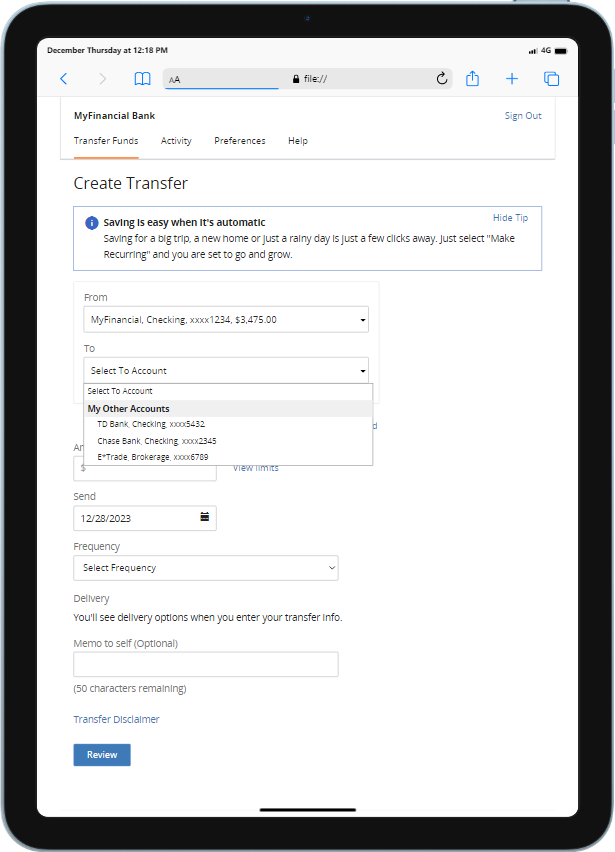 December Thursday at 12:18 PM
4G
AA
file://
MyFinancial Bank
Sign Out
Transfer Funds Activity Preferences Help
Create Transfer
Hide Tip
i
Saving is easy when it's automatic
Saving for a big trip, a new home or just a rainy day is just a few clicks away. Just select "Make
Recurring" and you are set to go and grow.
From
MyFinancial, Checking, xxxx1234, $3,475.00
To
Select To Account
Select To Account
My Other Accounts
TD Bank, Checking, xxxx5432
Chase Bank, Checking, xxxx2345
E*Trade, Brokerage, xxxx6789
$
View limits
Send
12/28/2023
Frequency
Select Frequency
Delivery
You'll see delivery options when you enter your transfer info.
Memo to self (Optional)
(50 characters remaining)
Transfer Disclaimer
Review